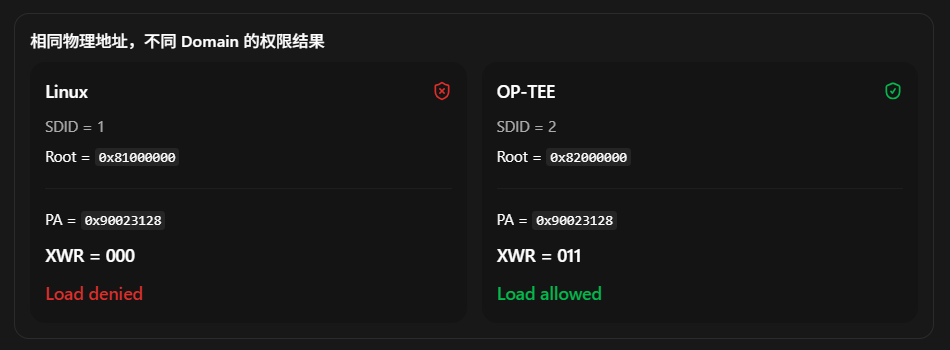 相同物理地址，不同 Domain 的权限结果
Linux
SDID = 1
Root = 0x81000000
PA = 0x90023128
XWR = 000
Load denied
OP-TEE
SDID = 2
Root = 0x82000000
PA = 0x90023128
XWR = 011
Load allowed